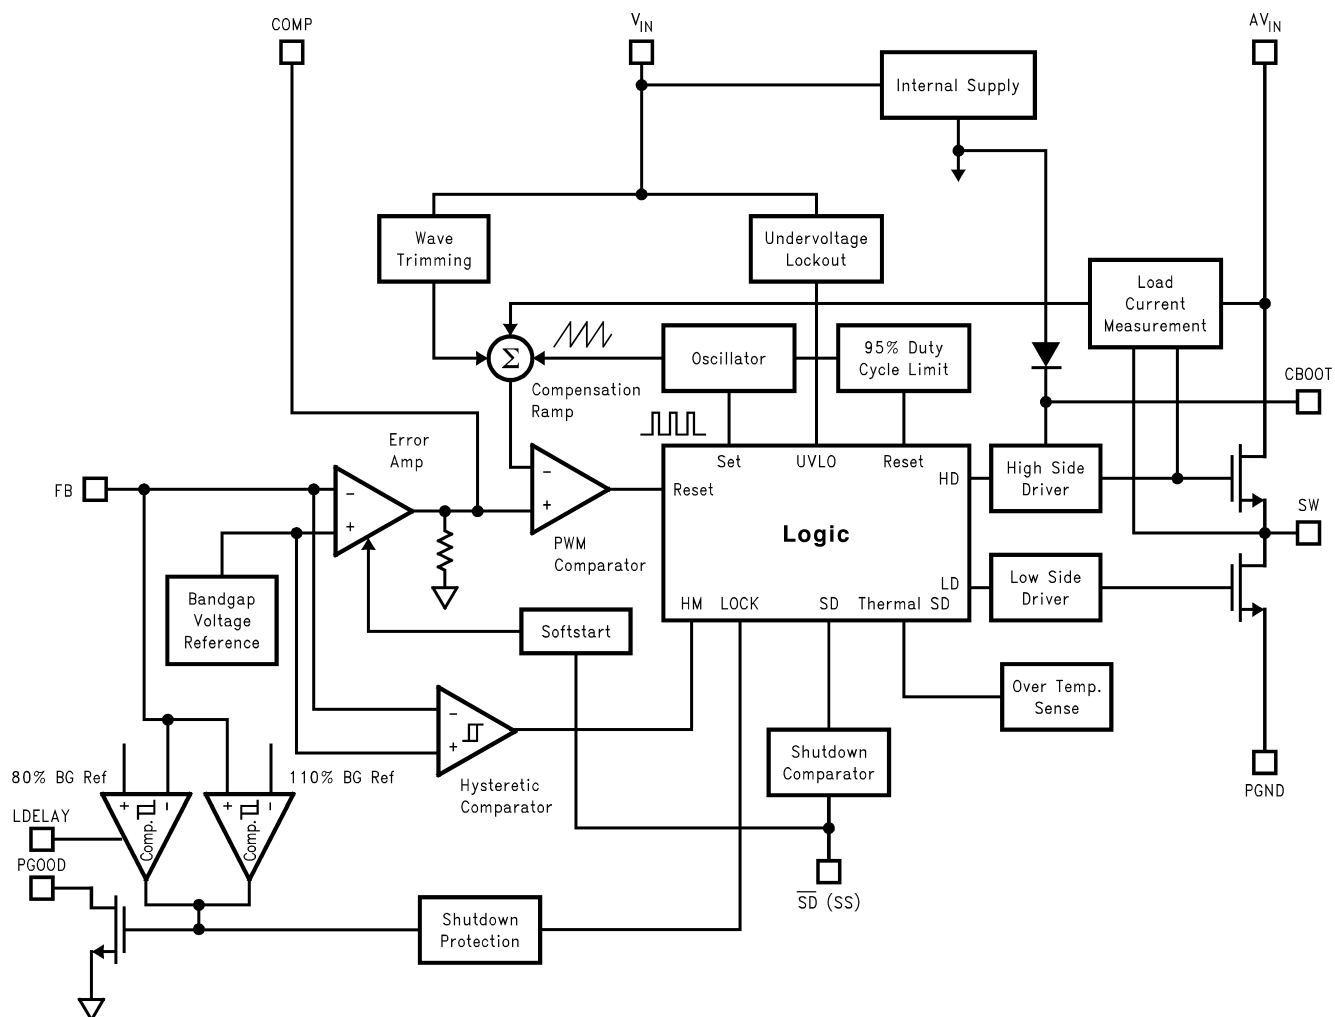 COMP
VIN
AVIN
Internal Supply
Wave
Trimming
Undervoltage
Lockout
Load
Current
Measurement
Σ
Oscillator
95% Duty
Cycle Limit
Compensation
Ramp
CBOOT
Error
Amp
Set
UVLO
Reset
FB
-
+
-
+
Reset
HD
High Side
Driver
SW
Logic
PWM
Comparator
Bandgap
Voltage
Reference
LD
Low Side
Driver
HM
LOCK
SD
Thermal SD
Softstart
Over Temp.
Sense
-
+
Shutdown
Comparator
Hysteretic
Comparator
PGND
80% BG Ref
110% BG Ref
+
-
+
-
LDELAY
Comp.
Comp.
PGOOD
SD (SS)
Shutdown
Protection